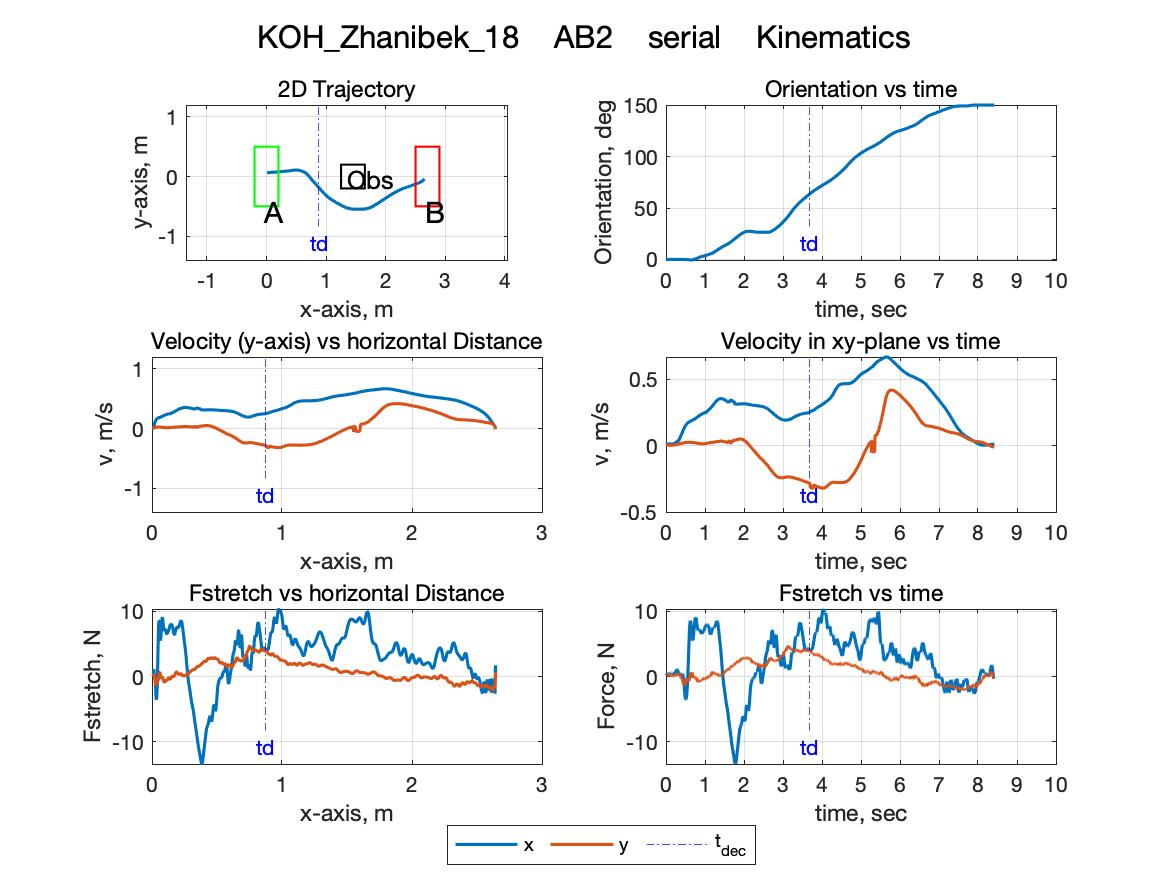 KOH_Zhanibek_18 AB2 serial Kinematics
2D Trajectory
1
0
-1
y-axis, m
A
Obs
B
td
-1 0 1 2 3 4
x-axis, m
Orientation vs time
150
100
50
0
Orientation, deg
td
0 1 2 3 4 5 6 7 8 9 10
time, sec
Velocity (y-axis) vs horizontal Distance
1
0
-1
v, m/s
td
0 1 2 3
x-axis, m
Velocity in xy-plane vs time
0.5
0
-0.5
v, m/s
td
0 1 2 3 4 5 6 7 8 9 10
time, sec
Fstretch vs horizontal Distance
10
0
-10
Fstretch, N
td
0 1 2 3
x-axis, m
Fstretch vs time
10
0
-10
Force, N
td
0 1 2 3 4 5 6 7 8 9 10
time, sec
x y t_dec